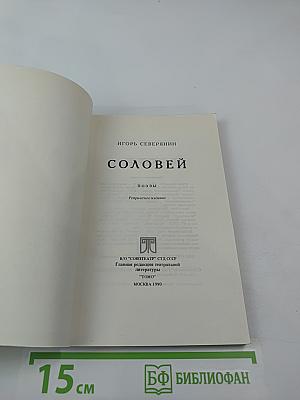 ИГОРЬ СЕВЕРЯНИН
СОЛОВЕЙ
ПОЭЗЫ
Репринтное издание
В/О "СОЮЗТЕАТР" СТД СССР
Главная редакция театральной
литературы
МОСКВА 1990
15 см
БФ БИБЛИОФАН